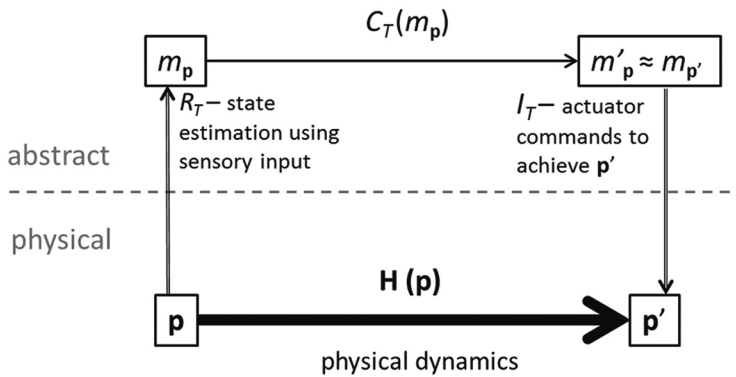 C_T(m_p)
m_p
m′_p ≈ m_p′
R_T – state
estimation using
sensory input
I_T – actuator
commands to
achieve p′
abstract
physical
H (p)
p
p′
physical dynamics